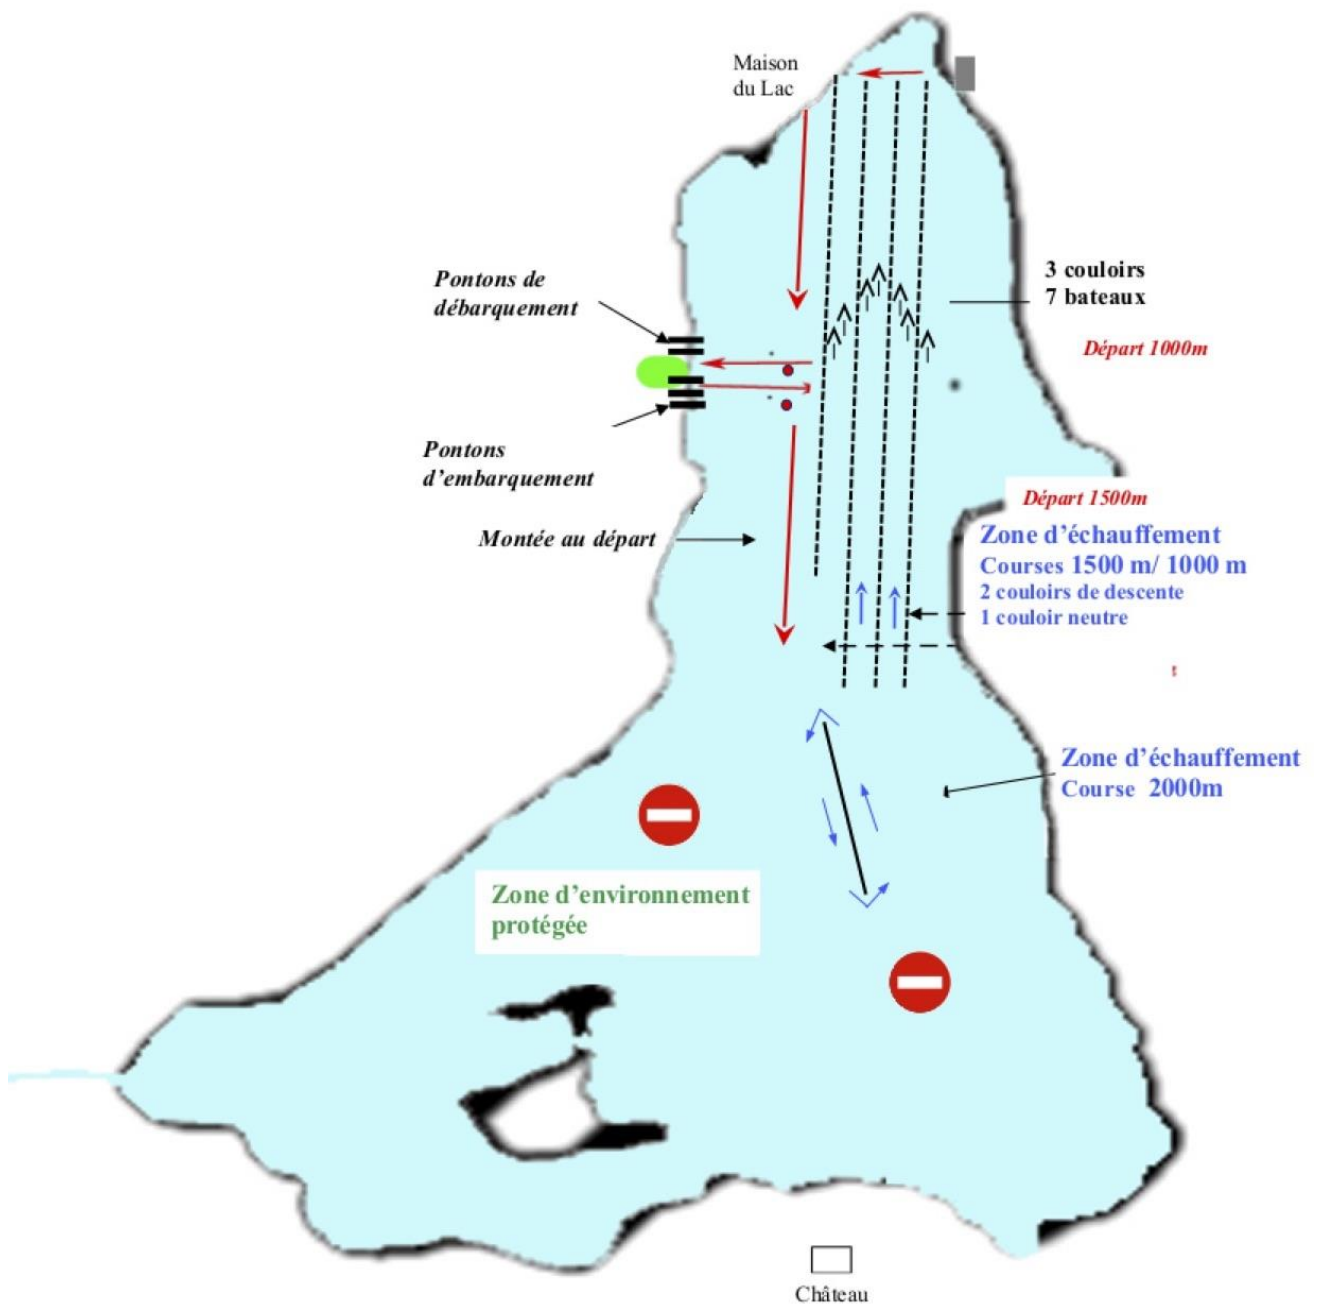 Maison
du Lac
Pontons de
débarquement
3 couloirs
7 bateaux
Départ 1000m
Pontons
d’embarquement
Départ 1500m
Montée au départ
Zone d’échauffement
Courses 1500 m/ 1000 m
2 couloirs de descente
1 couloir neutre
Zone d’échauffement
Course 2000m
Zone d’environnement
protégée
Château